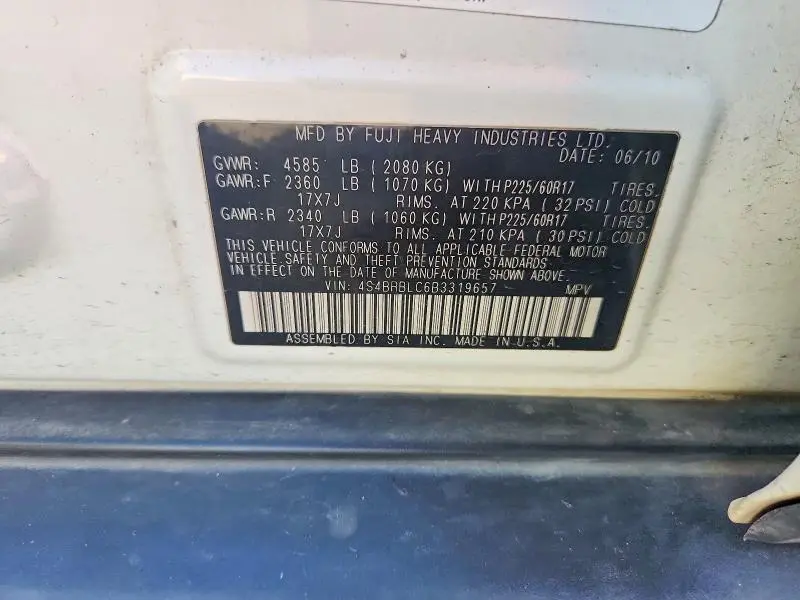 MFD BY FUJI HEAVY INDUSTRIES LTD.
DATE: 06/10
GVWR: 4585 LB ( 2080 KG)
GAWR:F 2360 LB ( 1070 KG) WITH P225/60R17 TIRES.
17X7J RIMS. AT 220 KPA ( 32 PSI) COLD
GAWR:R 2340 LB ( 1060 KG) WITH P225/60R17 TIRES.
17X7J RIMS. AT 210 KPA ( 30 PSI) COLD
THIS VEHICLE CONFORMS TO ALL APPLICABLE FEDERAL MOTOR
VEHICLE SAFETY AND THEFT PREVENTION STANDARDS
IN EFFECT ON THE DATE OF MANUFACTURE SHOWN ABOVE.
VIN: 4S4BRBLC6B3319657 MPV
ASSEMBLED BY SIA INC. MADE IN U.S.A.